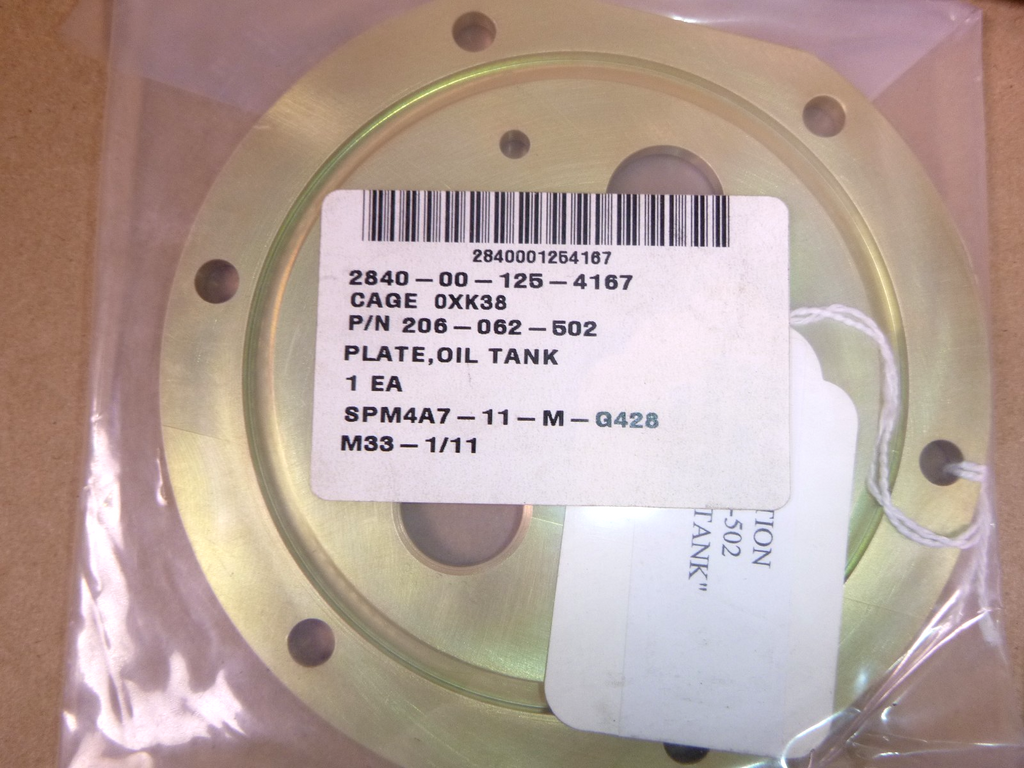 2840001254167
2840-00-125-4167
CAGE 0XK38
P/N 206-062-502
PLATE,OIL TANK
1 EA
SPM4A7-11-M-G428
M33-1/11
TION
-502
TANK"